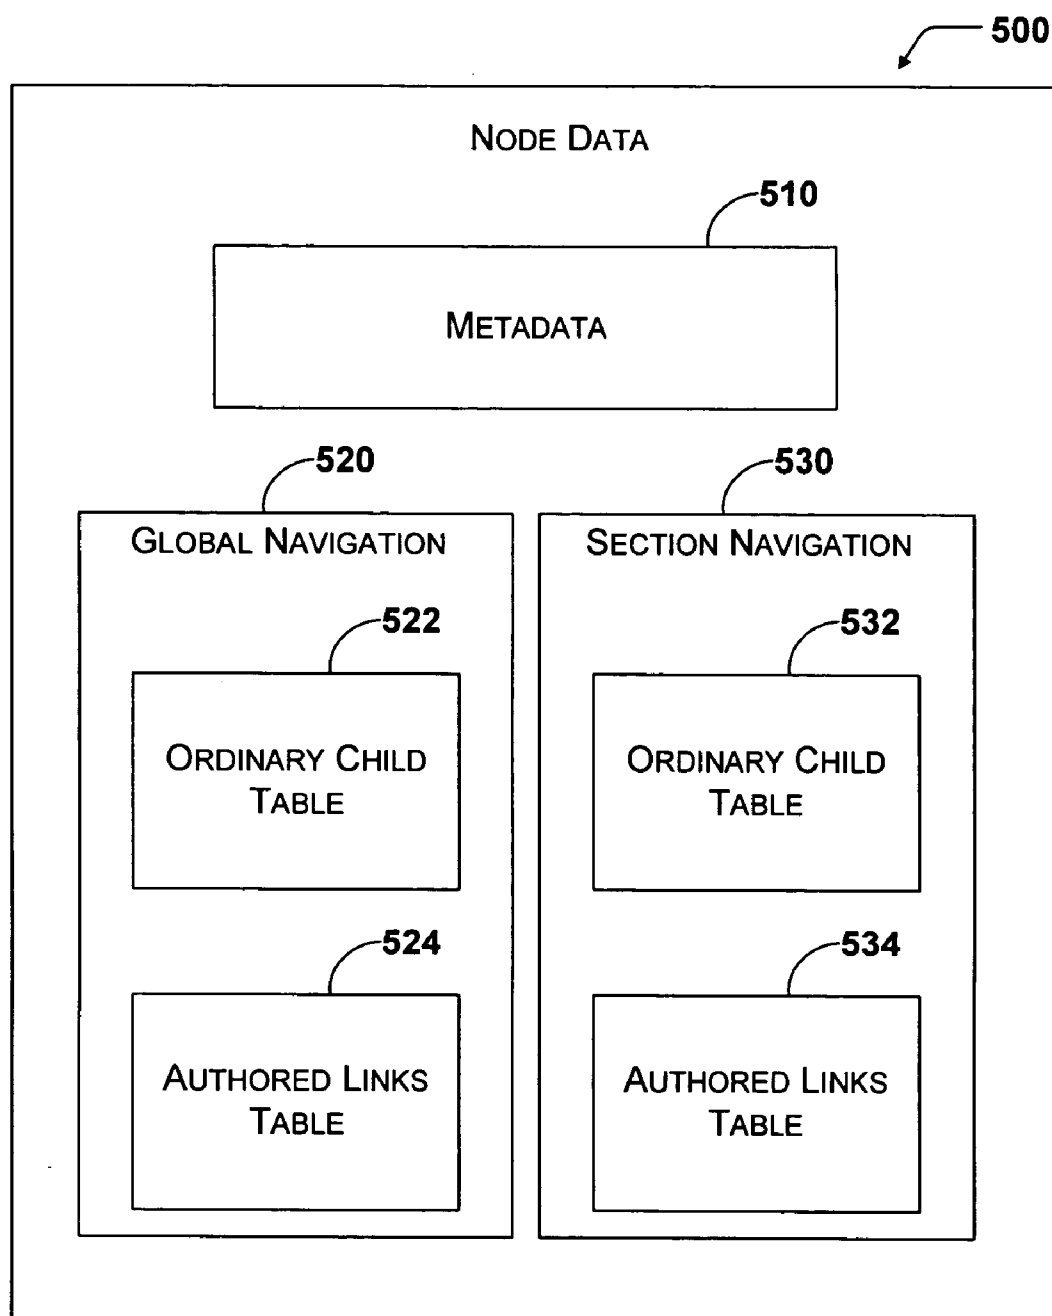 500
NODE DATA
510
METADATA
520
530
GLOBAL NAVIGATION
SECTION NAVIGATION
522
532
ORDINARY CHILD
TABLE
ORDINARY CHILD
TABLE
524
534
AUTHORED LINKS
TABLE
AUTHORED LINKS
TABLE